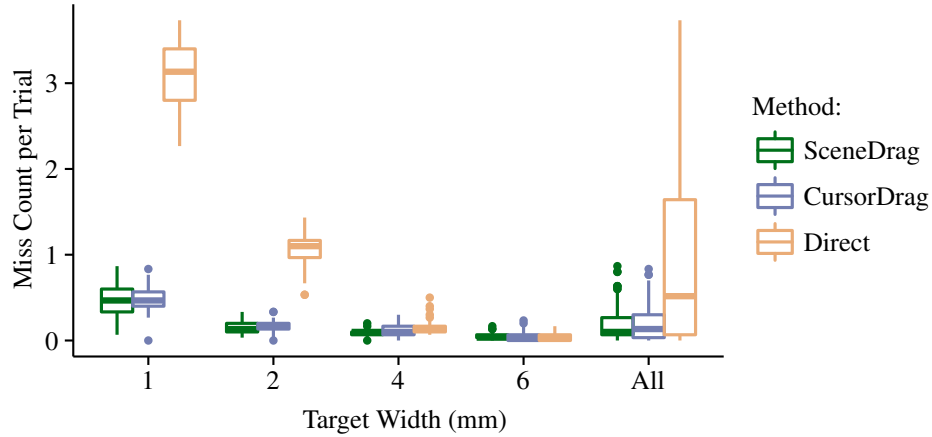 Miss Count per Trial
3
2
1
0
1 2 4 6 All
Target Width (mm)
Method:
SceneDrag
CursorDrag
Direct